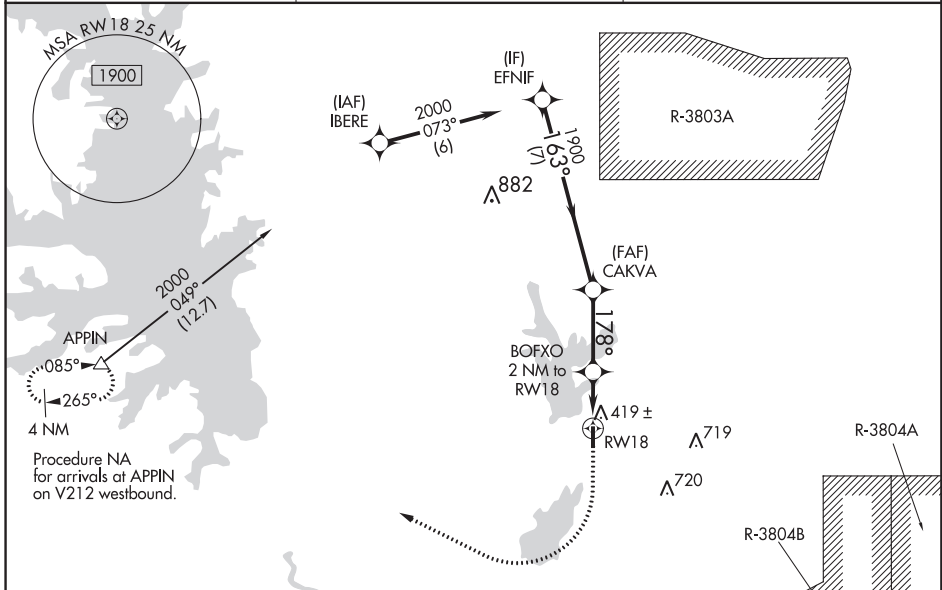 MSA RW18 25 NM
1900
(IAF)
IBERE
2000
073°
(6)
(IF)
EFNIF
1900
163°
(7)
R-3803A
882
(FAF)
CAKVA
178°
2000
049°
(12.7)
APPIN
085°
265°
4 NM
Procedure NA
for arrivals at APPIN
on V212 westbound.
BOFXO
2 NM to
RW18
419 ±
RW18
719
720
R-3804A
R-3804B